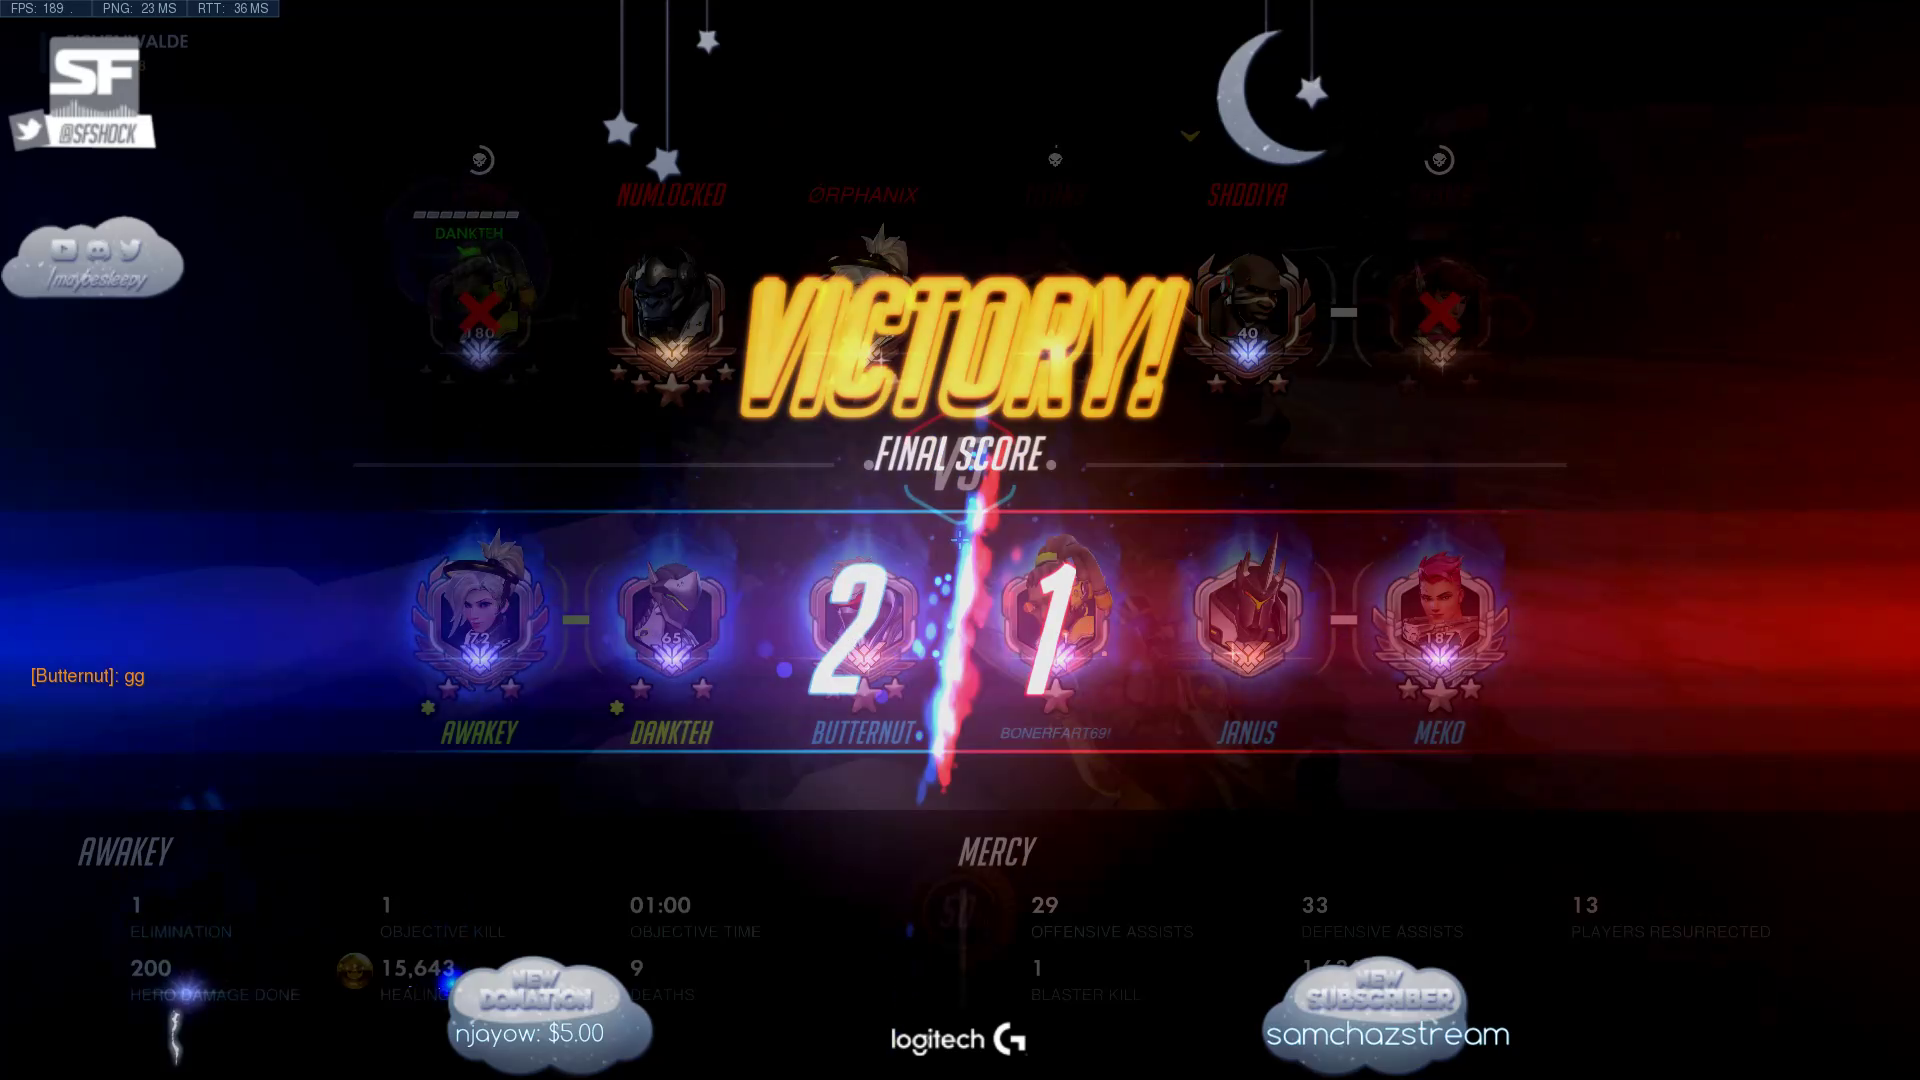 FPS: 189 . PNG: 23 MS RTT: 36 MS
SF
@SFSHOCK
/maybesleepy
NUMLOCKED ORPHANIX SHDDIYA
DANKTEH
180
40
VICTORY!
FINAL SCORE
VS
2 1
72 65 187
[Butternut]: gg
AWAKEY DANKTEH BUTTERNUT BONERFART69! JANUS MEKO
AWAKEY MERCY
1 1 01:00 29 33 13
ELIMINATION OBJECTIVE KILL OBJECTIVE TIME OFFENSIVE ASSISTS DEFENSIVE ASSISTS PLAYERS RESURRECTED
200 15,643 9 1
HERO DAMAGE DONE HEALING DEATHS BLASTER KILL
NEW DONATION
njayow: $5.00
logitech G
NEW SUBSCRIBER
samchazstream